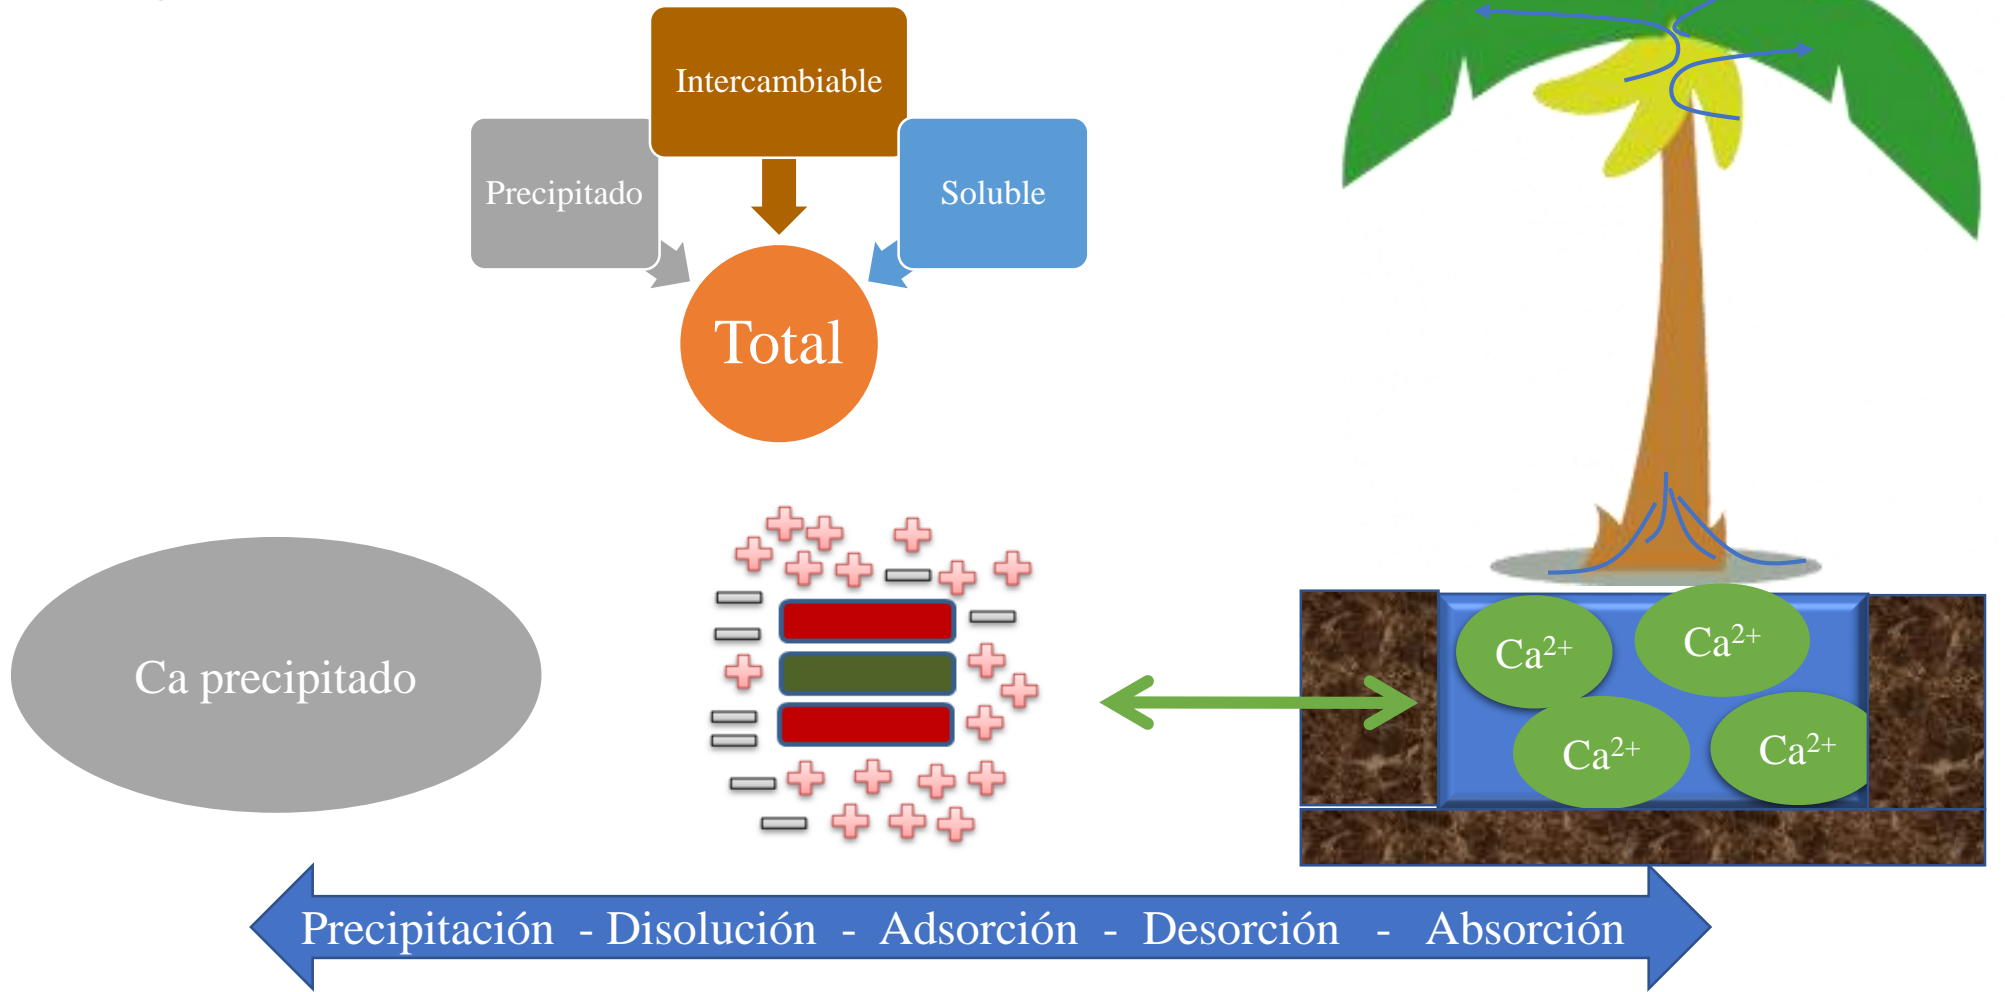 Intercambiable
Precipitado
Soluble
Total
Ca precipitado
Ca²⁺
Ca²⁺
Ca²⁺
Ca²⁺
Precipitación - Disolución - Adsorción - Desorción - Absorción